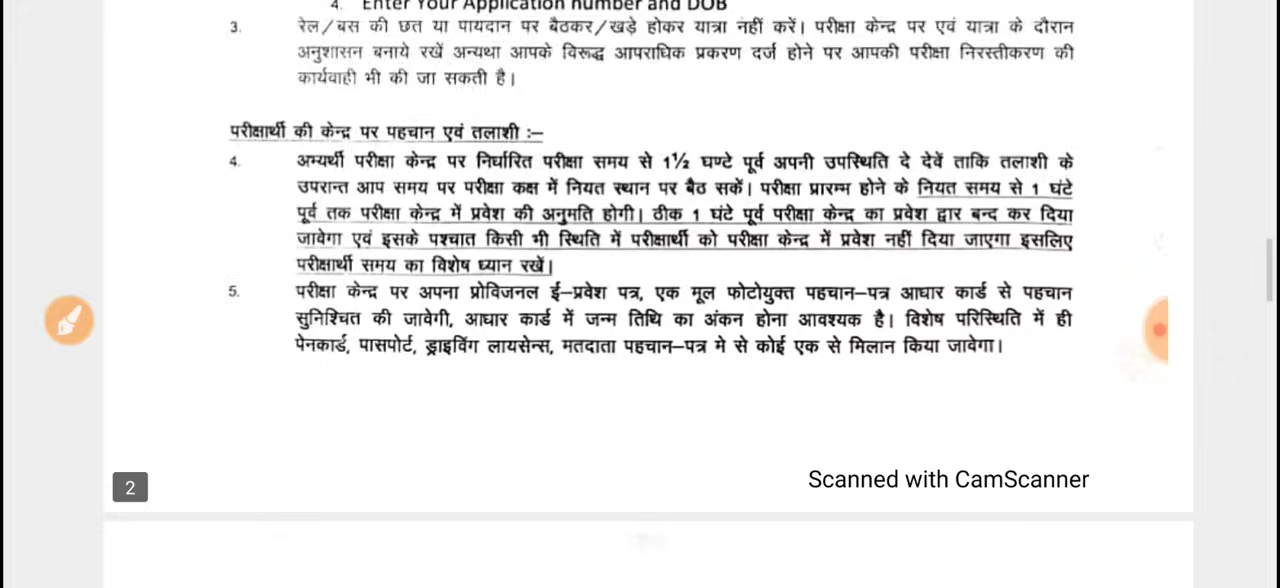 4. Enter Your Application number and DOB
3. रेल/बस की छत या पायदान पर बैठकर/खड़े होकर यात्रा नहीं करें। परीक्षा केन्द्र पर एवं यात्रा के दौरान
अनुशासन बनाये रखें अन्यथा आपके विरूद्ध आपराधिक प्रकरण दर्ज होने पर आपकी परीक्षा निरस्तीकरण की
कार्यवाही भी की जा सकती है।
परीक्षार्थी की केन्द्र पर पहचान एवं तलाशी :–
4. अभ्यर्थी परीक्षा केन्द्र पर निर्धारित परीक्षा समय से 1½ घण्टे पूर्व अपनी उपस्थिति दे देवें ताकि तलाशी के
उपरान्त आप समय पर परीक्षा कक्ष में नियत स्थान पर बैठ सकें। परीक्षा प्रारम्भ होने के नियत समय से 1 घंटे
पूर्व तक परीक्षा केन्द्र में प्रवेश की अनुमति होगी। ठीक 1 घंटे पूर्व परीक्षा केन्द्र का प्रवेश द्वार बन्द कर दिया
जावेगा एवं इसके पश्चात किसी भी स्थिति में परीक्षार्थी को परीक्षा केन्द्र में प्रवेश नहीं दिया जाएगा इसलिए
परीक्षार्थी समय का विशेष ध्यान रखें।
5. परीक्षा केन्द्र पर अपना प्रोविजनल ई–प्रवेश पत्र, एक मूल फोटोयुक्त पहचान–पत्र आधार कार्ड से पहचान
सुनिश्चित की जावेगी, आधार कार्ड में जन्म तिथि का अंकन होना आवश्यक है। विशेष परिस्थिति में ही
पेनकार्ड, पासपोर्ट, ड्राइविंग लायसेन्स, मतदाता पहचान–पत्र मे से कोई एक से मिलान किया जावेगा।
Scanned with CamScanner
2